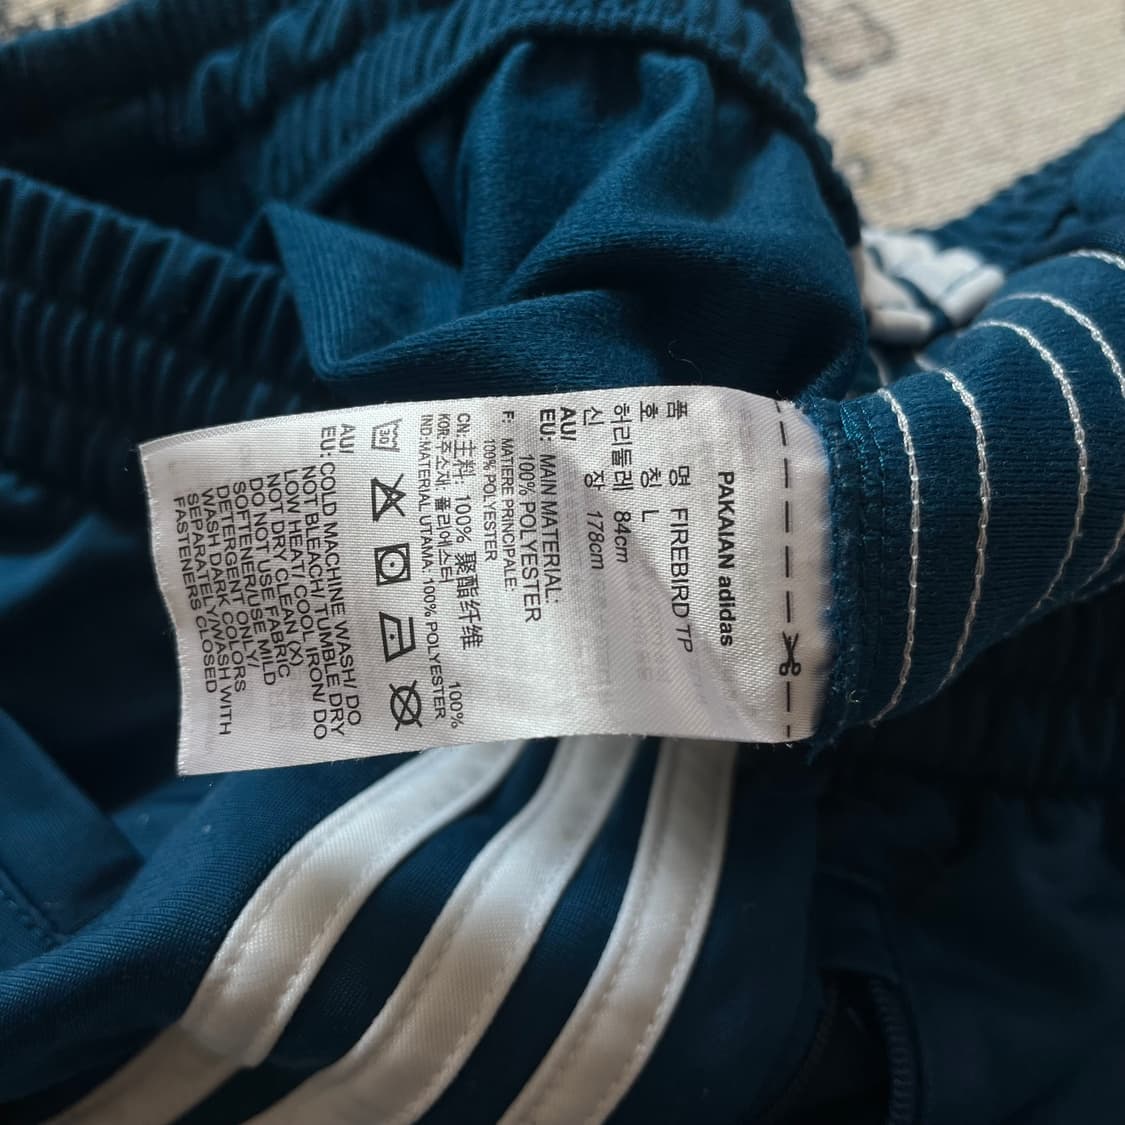 PAKAIAN adidas
품 명 FIREBIRD TP
호 칭 L
허리둘레 84cm
신 장 178cm
AU/
EU: MAIN MATERIAL:
100% POLYESTER
F: MATIERE PRINCIPALE:
100% POLYESTER
CN: 主料: 100% 聚酯纤维
KOR: 주소재: 폴리에스터 100%
IND: MATERIAL UTAMA: 100% POLYESTER
30
AU/
EU: COLD MACHINE WASH/ DO
NOT BLEACH/ TUMBLE DRY
LOW HEAT/ COOL IRON/ DO
NOT DRY CLEAN (X)
DO NOT USE FABRIC
SOFTENER/USE MILD
DETERGENT ONLY/
WASH DARK COLORS
SEPARATELY/WASH WITH
FASTENERS CLOSED